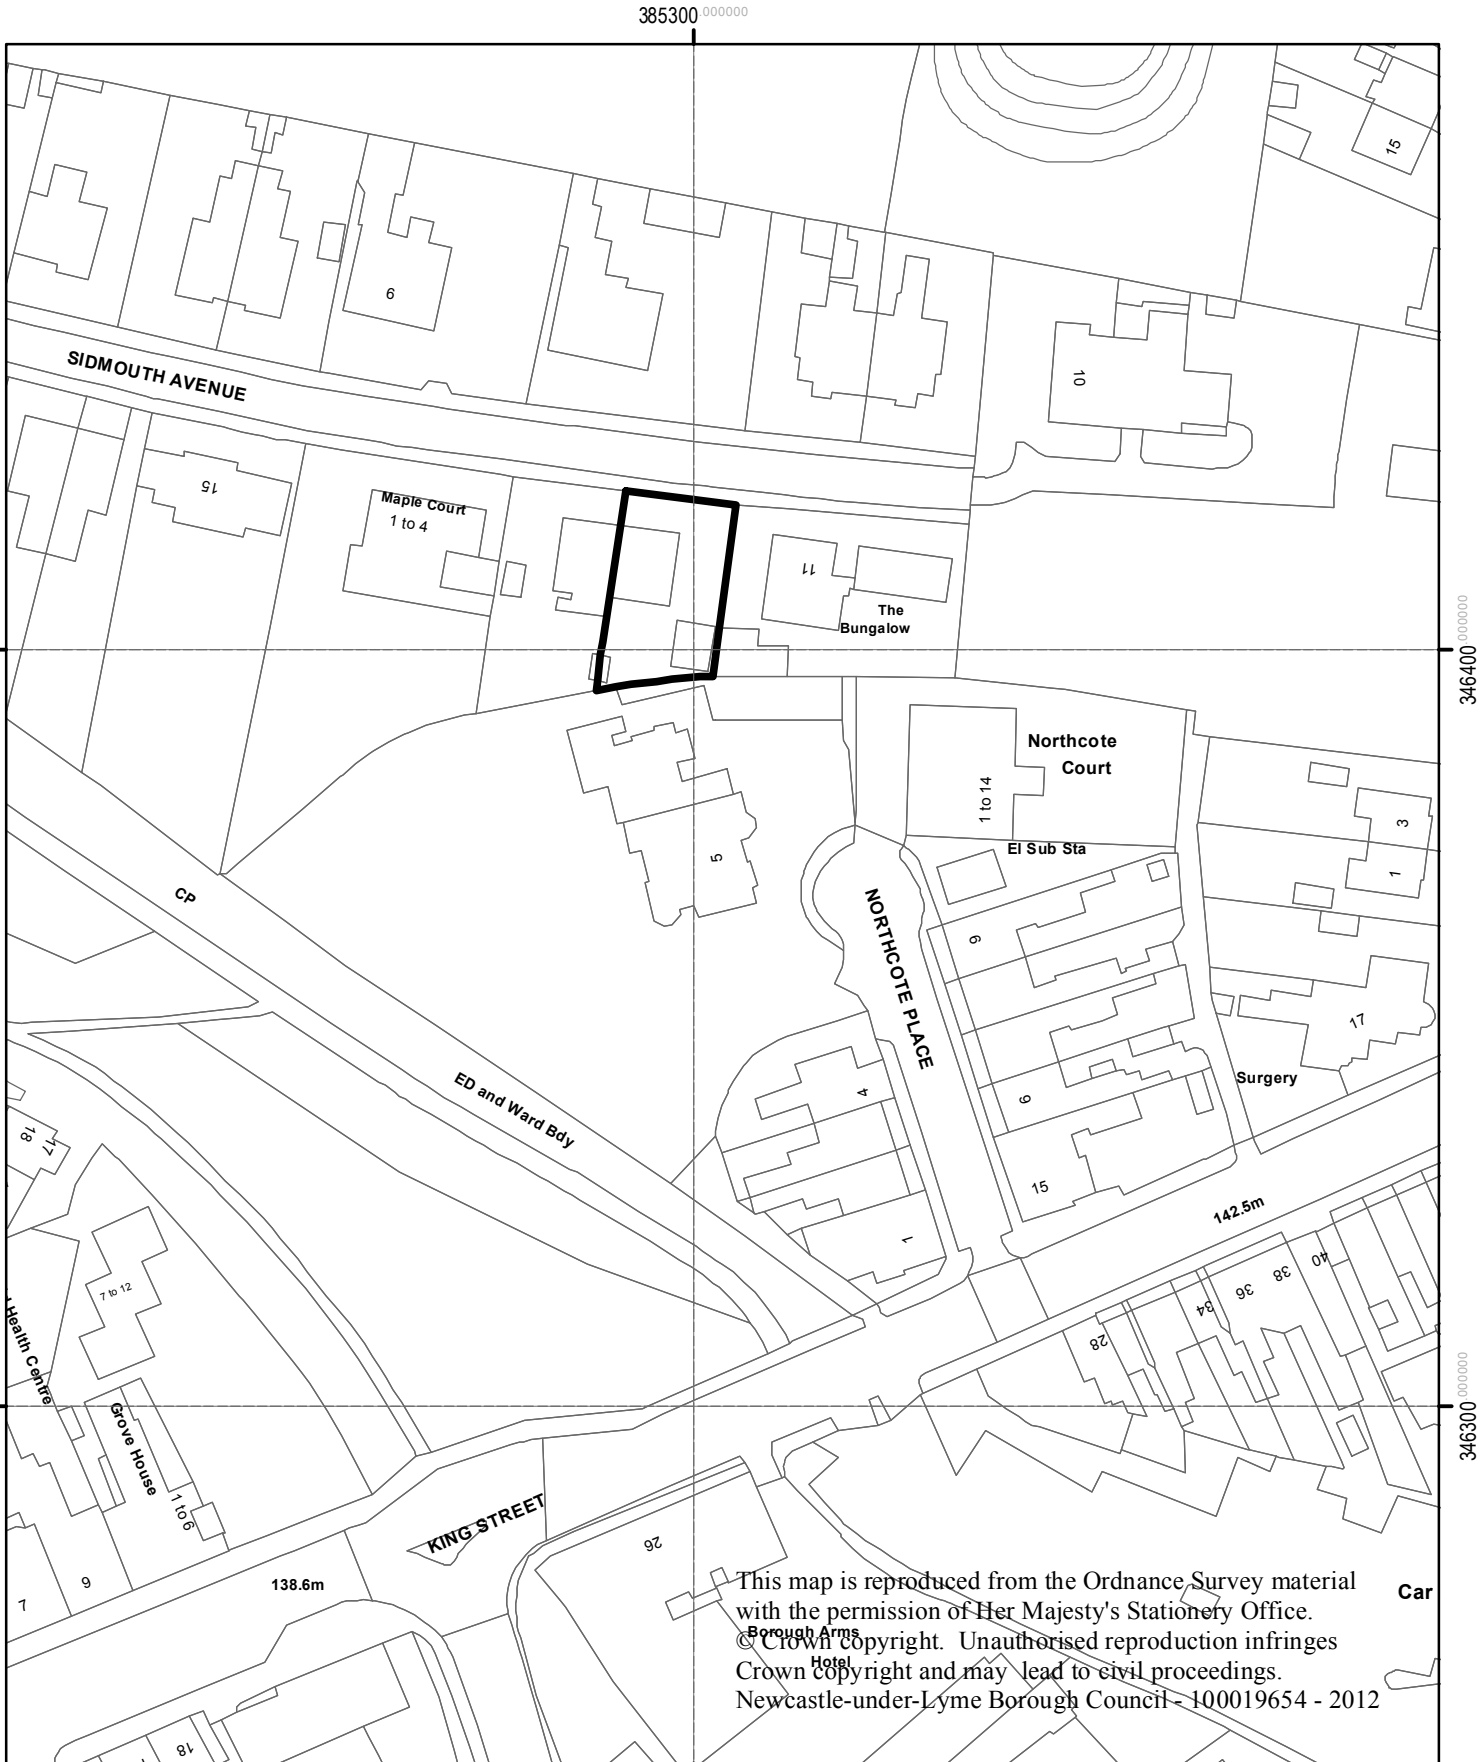 385300.000000
15
6
SIDMOUTH AVENUE
10
15
Maple Court
1 to 4
11
The
Bungalow
346400.000000
Northcote
Court
1 to 14
El Sub Sta
3
1
5
CP
NORTHCOTE PLACE
9
17
Surgery
ED and Ward Bdy
4
9
18
17
15
142.5m
1
7 to 12
40
38
36
34
28
l Health Centre
Grove House
1 to 6
346300.000000
KING STREET
26
138.6m
9
7
Car
This map is reproduced from the Ordnance Survey material
with the permission of Her Majesty's Stationery Office.
© Crown copyright. Unauthorised reproduction infringes
Crown copyright and may lead to civil proceedings.
Newcastle-under-Lyme Borough Council - 100019654 - 2012
Borough Arms
Hotel
18